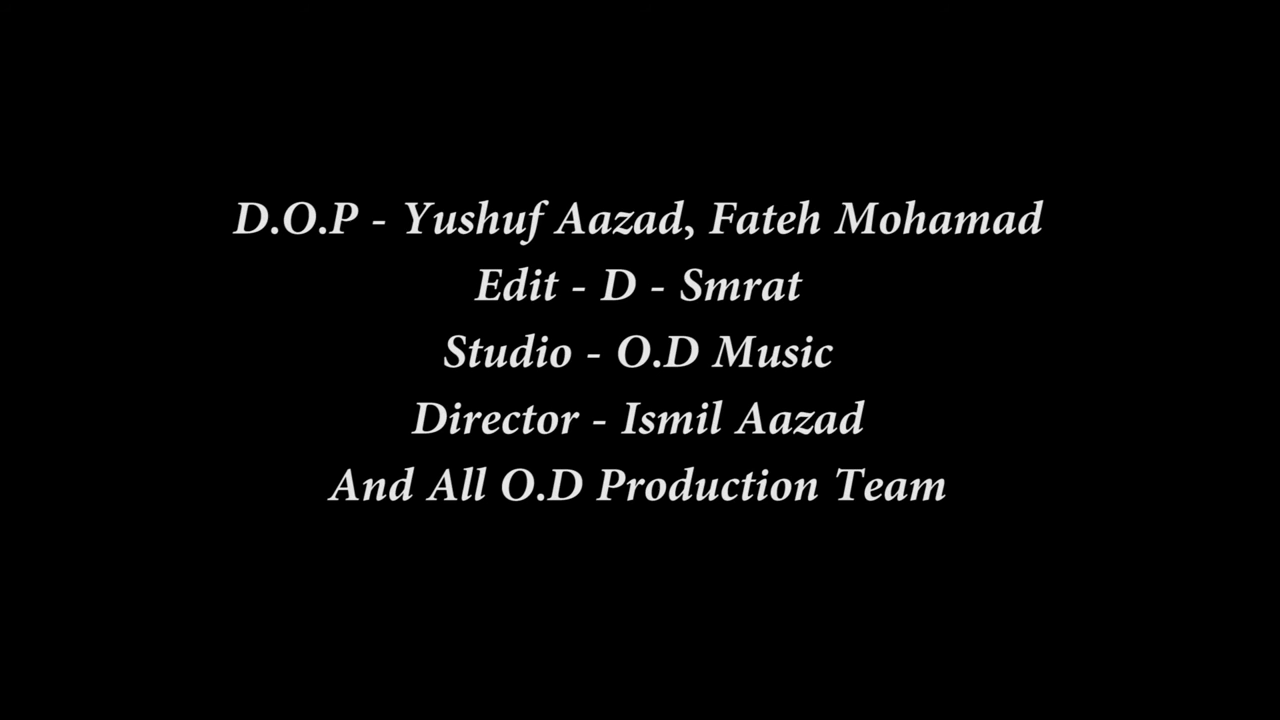 D.O.P - Yushuf Aazad, Fateh Mohamad
Edit - D - Smrat
Studio - O.D Music
Director - Ismil Aazad
And All O.D Production Team